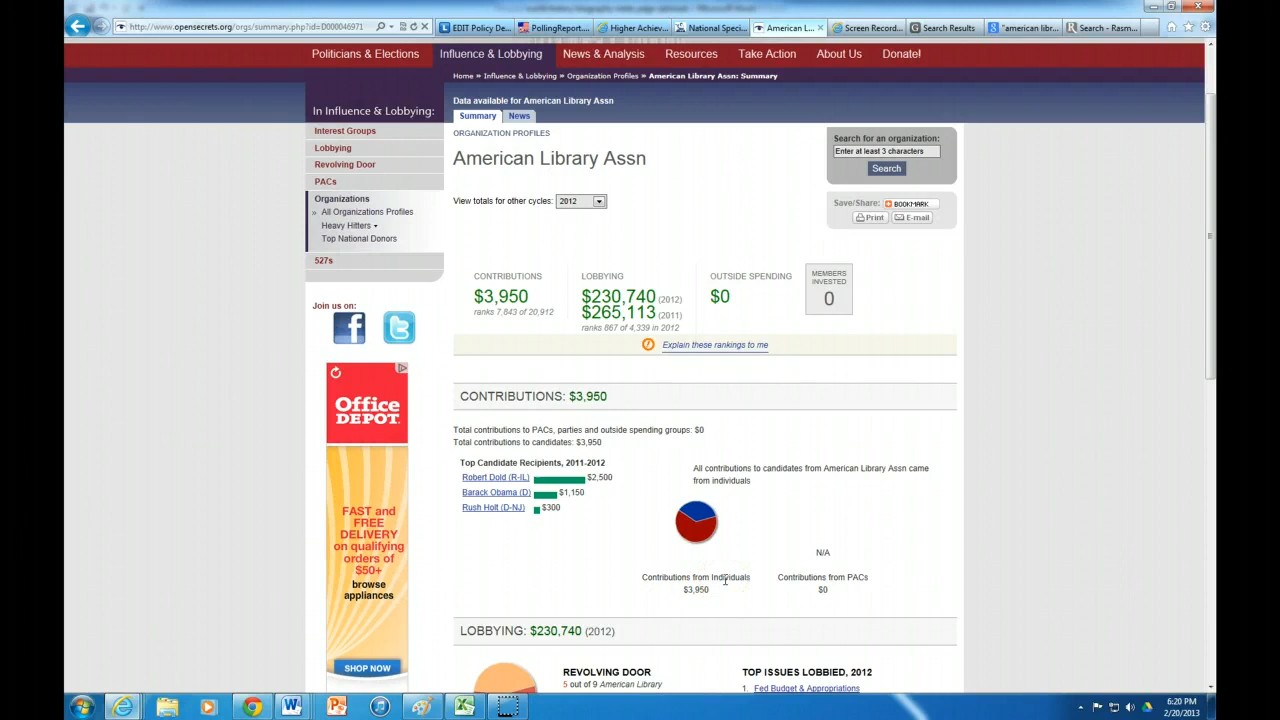 http://www.opensecrets.org/orgs/summary.php?id=D000046971
EDIT Policy De...
PollingReport....
Higher Achiev...
National Speci...
American L...
Screen Record...
Search Results
"american libr...
Search - Rasm...
Politicians & Elections
Influence & Lobbying
News & Analysis
Resources
Take Action
About Us
Donate!
Home » Influence & Lobbying » Organization Profiles » American Library Assn: Summary
In Influence & Lobbying:
Interest Groups
Lobbying
Revolving Door
PACs
Organizations
» All Organizations Profiles
Heavy Hitters
Top National Donors
527s
Join us on:
Office
DEPOT.
FAST and
FREE
DELIVERY
on qualifying
orders of
$50+
browse
appliances
SHOP NOW
Data available for American Library Assn
Summary
News
ORGANIZATION PROFILES
American Library Assn
View totals for other cycles: 2012
Search for an organization:
Enter at least 3 characters
Search
Save/Share: BOOKMARK
Print
E-mail
CONTRIBUTIONS
$3,950
ranks 7,843 of 20,912
LOBBYING
$230,740 (2012)
$265,113 (2011)
ranks 867 of 4,339 in 2012
OUTSIDE SPENDING
$0
MEMBERS
INVESTED
0
Explain these rankings to me
CONTRIBUTIONS: $3,950
Total contributions to PACs, parties and outside spending groups: $0
Total contributions to candidates: $3,950
Top Candidate Recipients, 2011-2012
Robert Dold (R-IL) $2,500
Barack Obama (D) $1,150
Rush Holt (D-NJ) $300
All contributions to candidates from American Library Assn came
from individuals
N/A
Contributions from Individuals
$3,950
Contributions from PACs
$0
LOBBYING: $230,740 (2012)
REVOLVING DOOR
5 out of 9 American Library
TOP ISSUES LOBBIED, 2012
1. Fed Budget & Appropriations
6:20 PM
2/20/2013